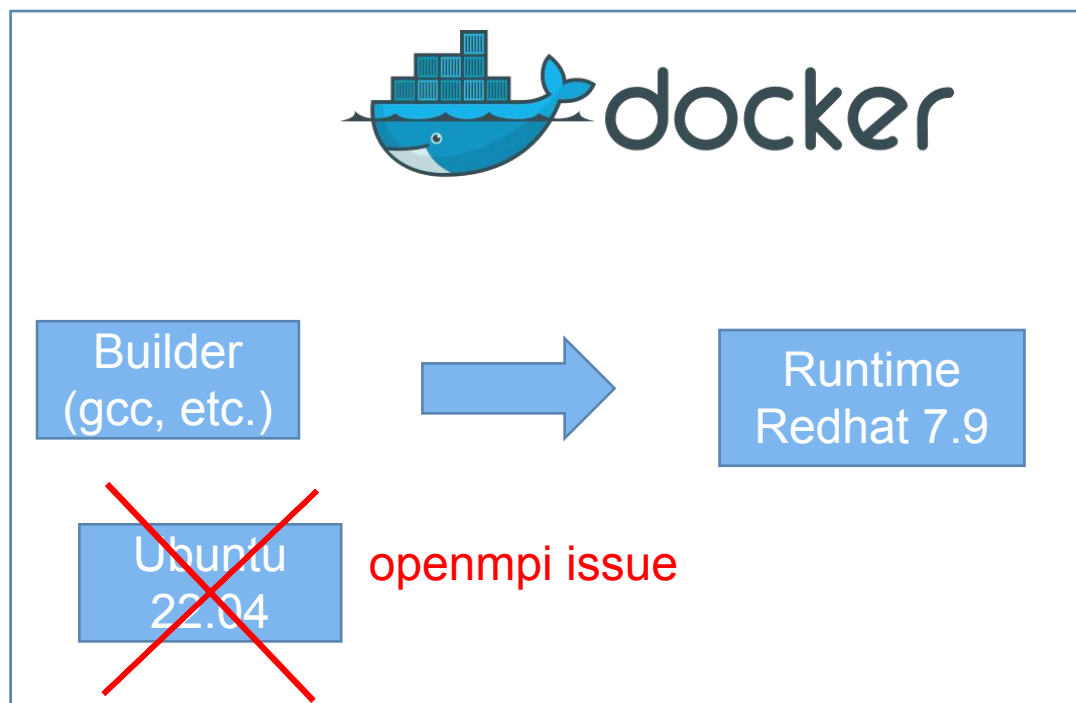 docker
Builder
(gcc, etc.)
Runtime
Redhat 7.9
Ubuntu
22.04
openmpi issue